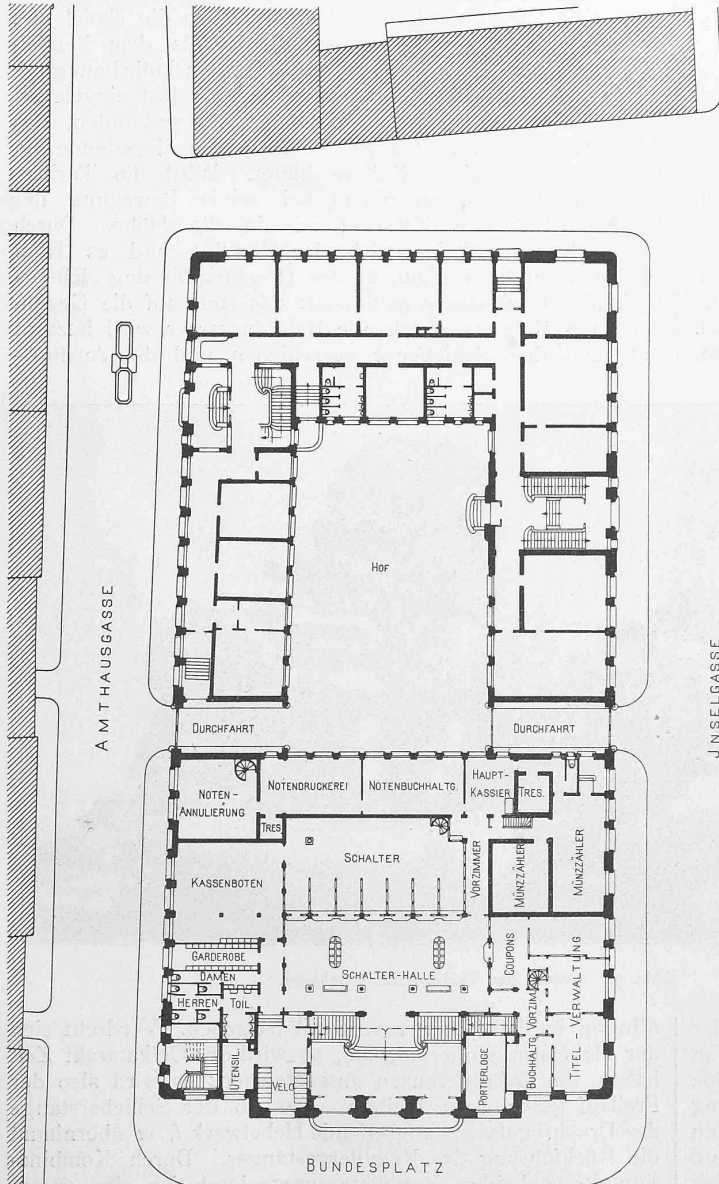 HOF
AMTHAUSGASSE
JNSELGASSE
DURCHFAHRT
DURCHFAHRT
NOTEN-
ANNULIERUNG
NOTENDRUCKEREI
NOTENBUCHHALTG.
HAUPT-
KASSIER
TRES.
TRES
SCHALTER
VORZIMMER
MÜNZZÄHLER
MÜNZZÄHLER
KASSENBOTEN
GARDEROBE
DAMEN
HERREN
TOIL
SCHALTER-HALLE
COUPONS
TITEL-VERWALTUNG
UTENSIL.
VELO
PORTIERLOGE
BUCHHALTG.
VORZIM.
BUNDESPLATZ